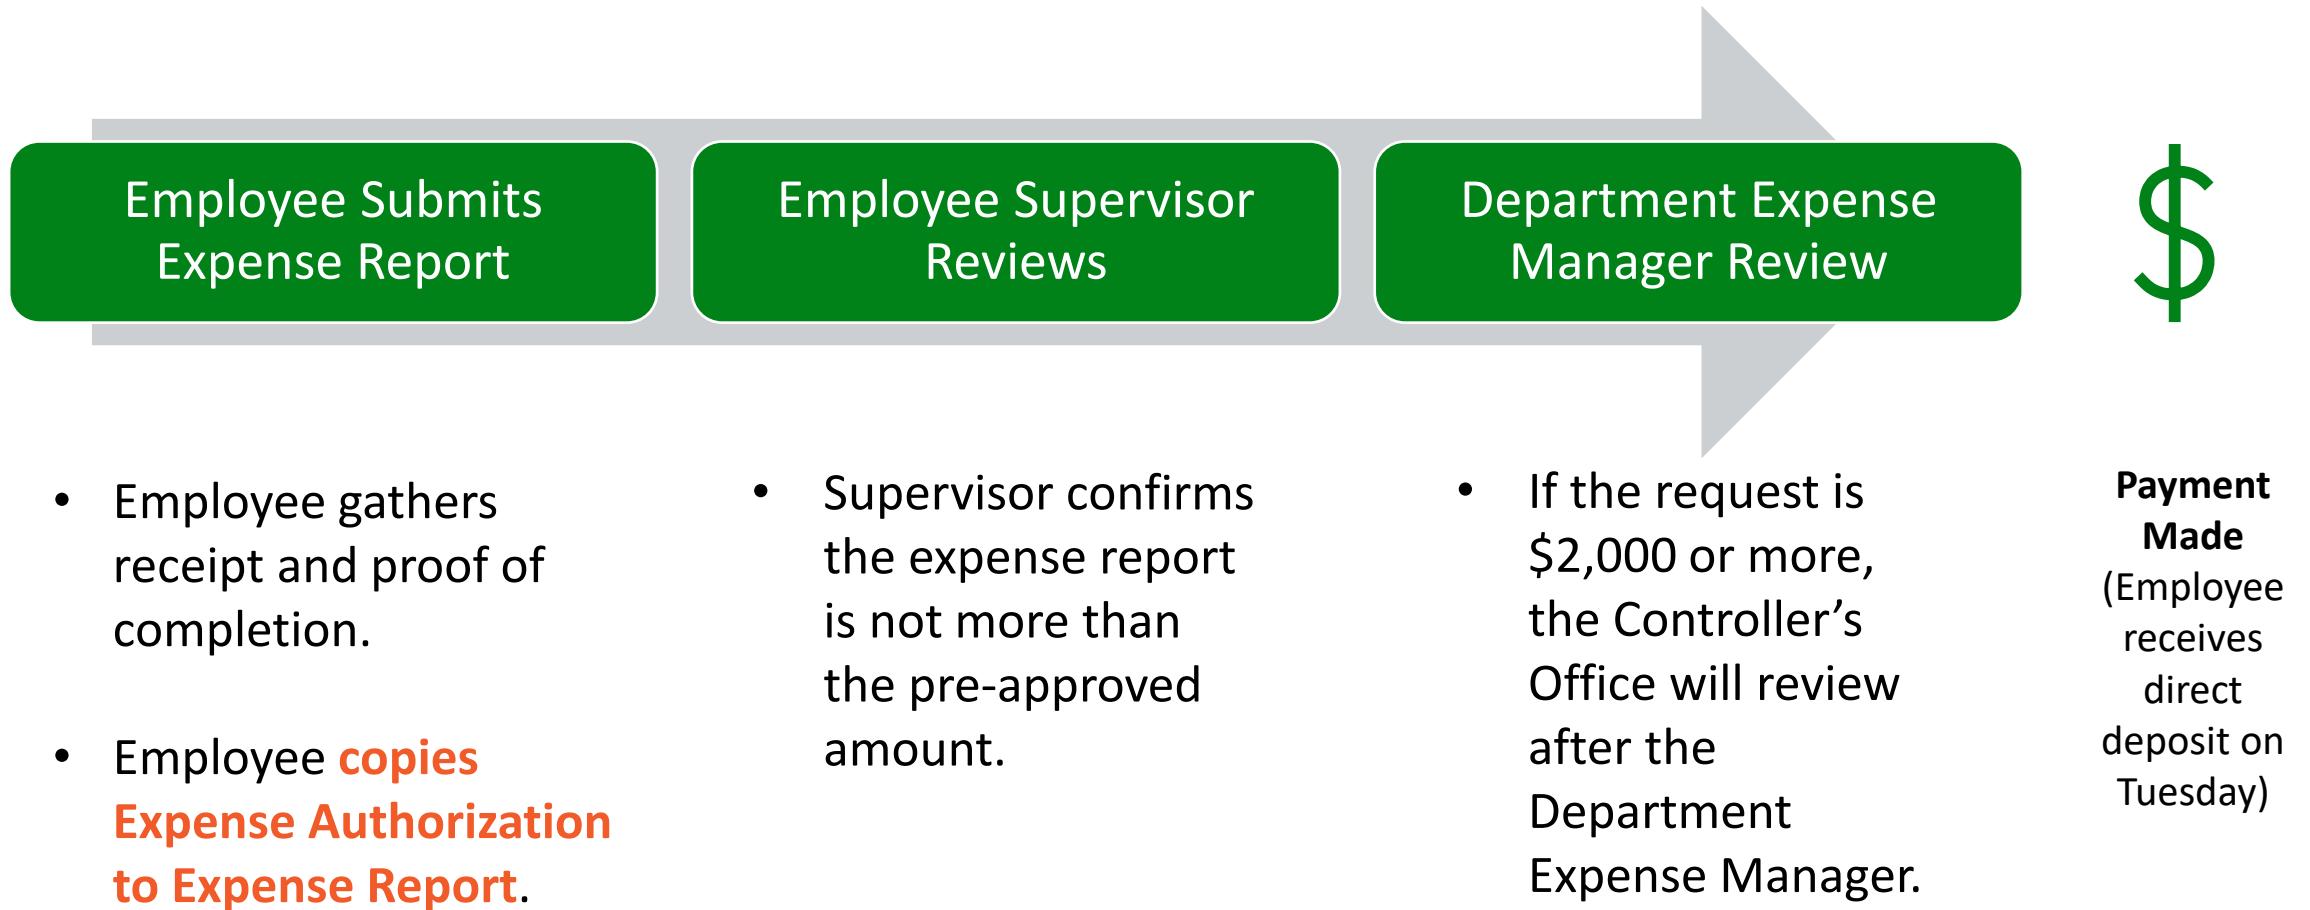 Employee Submits
Expense Report
Employee Supervisor
Reviews
Department Expense
Manager Review
$
• Employee gathers
receipt and proof of
completion.
• Employee copies
Expense Authorization
to Expense Report.
• Supervisor confirms
the expense report
is not more than
the pre-approved
amount.
• If the request is
$2,000 or more,
the Controller’s
Office will review
after the
Department
Expense Manager.
Payment
Made
(Employee
receives
direct
deposit on
Tuesday)